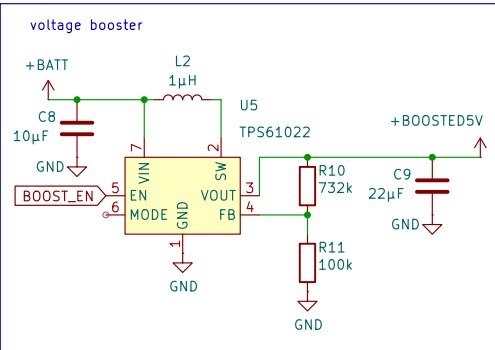 voltage booster
+BATT
L2
1µH
C8
10µF
GND
U5
TPS61022
+BOOSTED5V
7
2
VIN
SW
BOOST_EN
5
EN
VOUT
3
6
MODE
FB
4
GND
1
GND
R10
732k
C9
22µF
GND
R11
100k
GND